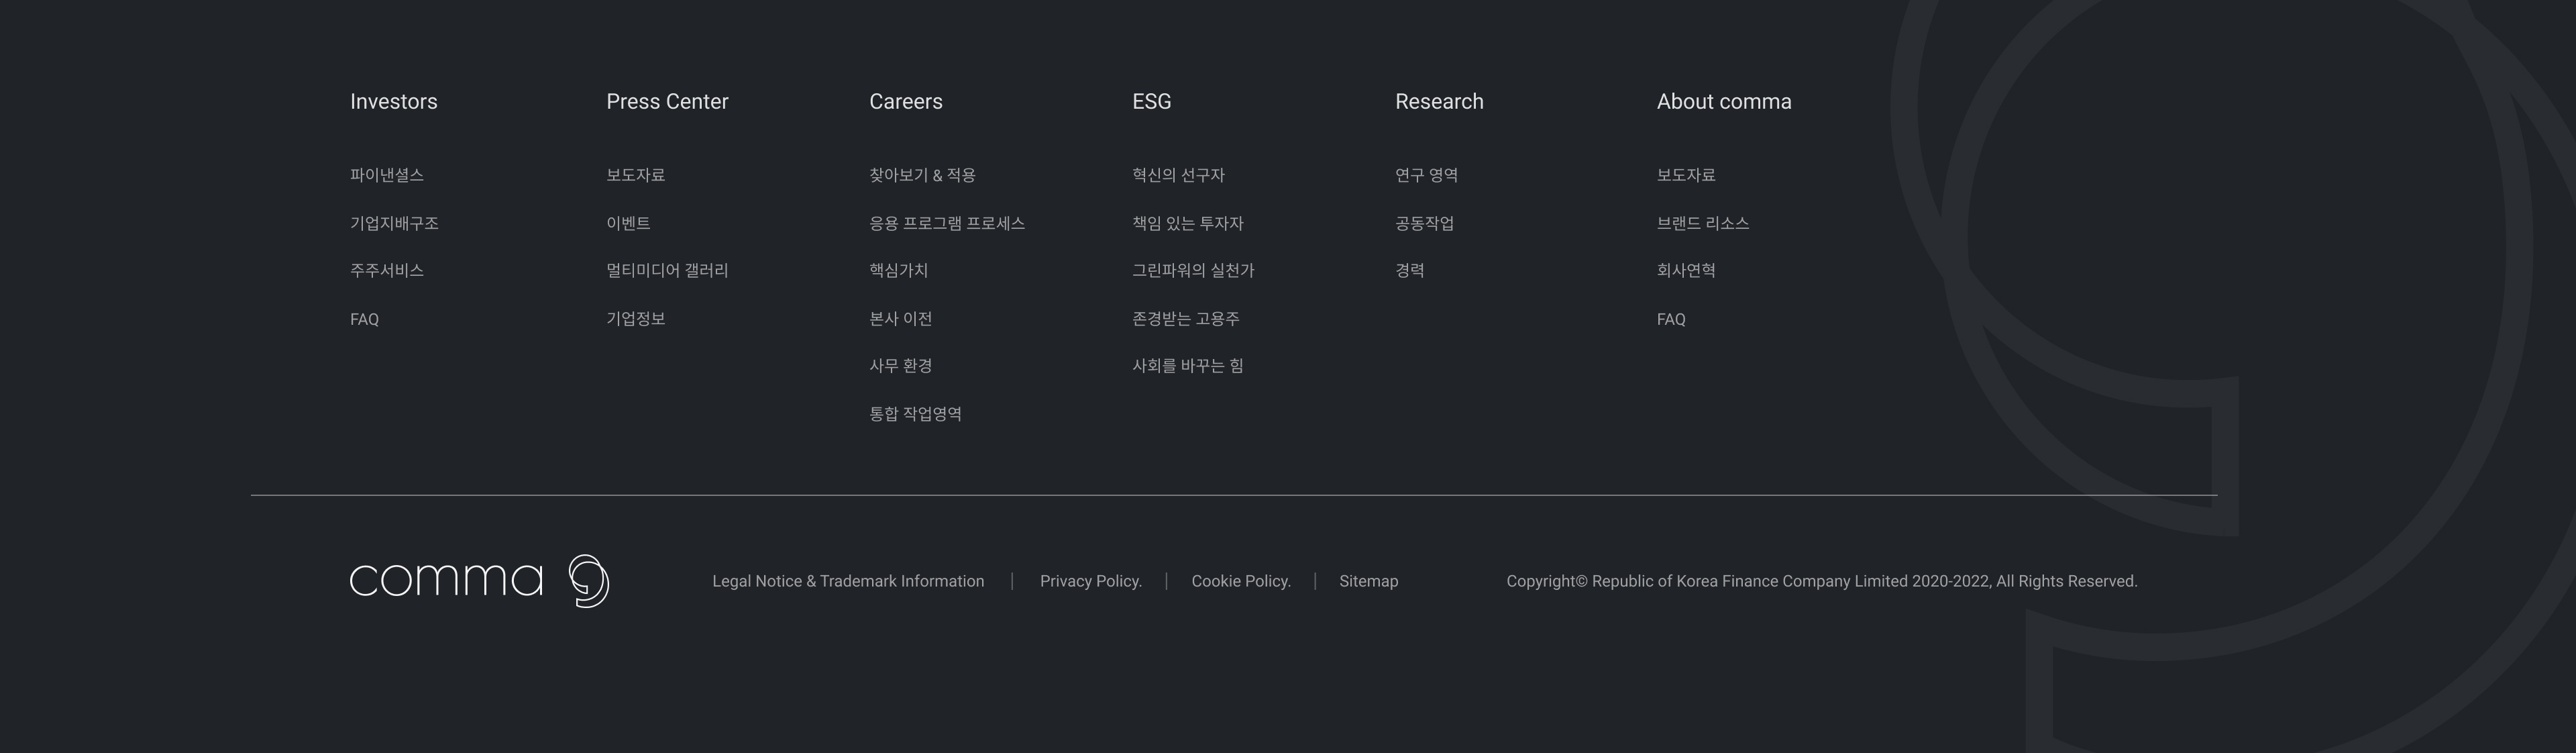 Investors
파이낸셜스
기업지배구조
주주서비스
FAQ
Press Center
보도자료
이벤트
멀티미디어 갤러리
기업정보
Careers
찾아보기 & 적용
응용 프로그램 프로세스
핵심가치
본사 이전
사무 환경
통합 작업영역
ESG
혁신의 선구자
책임 있는 투자자
그린파워의 실천가
존경받는 고용주
사회를 바꾸는 힘
Research
연구 영역
공동작업
경력
About comma
보도자료
브랜드 리소스
회사연혁
FAQ
comma
Legal Notice & Trademark Information | Privacy Policy. | Cookie Policy. | Sitemap
Copyright© Republic of Korea Finance Company Limited 2020-2022, All Rights Reserved.